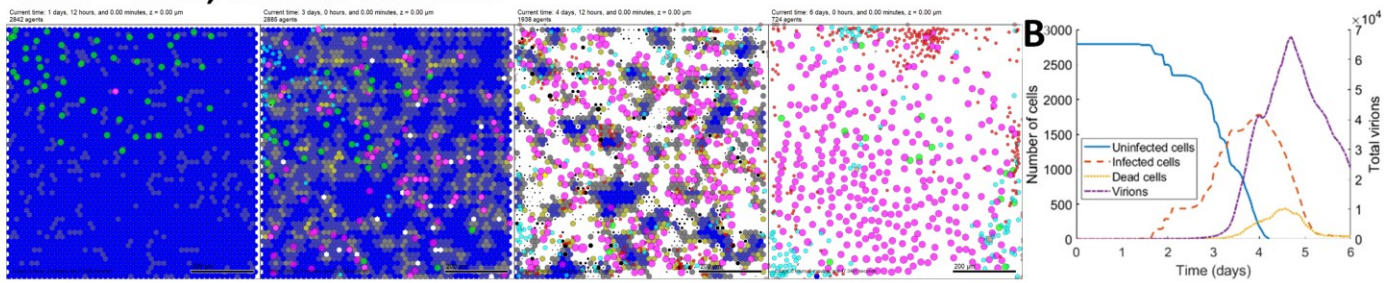 Current time: 1 days, 12 hours, and 0.00 minutes, z = 0.00 μm
2842 agents
Current time: 3 days, 0 hours, and 0.00 minutes, z = 0.00 μm
2885 agents
Current time: 4 days, 12 hours, and 0.00 minutes, z = 0.00 μm
1938 agents
Current time: 6 days, 0 hours, and 0.00 minutes, z = 0.00 μm
724 agents
200 μm
B
×10⁴
3000
2500
2000
1500
1000
500
0
Number of cells
Uninfected cells
Infected cells
Dead cells
Virions
7
6
5
4
3
2
1
0
Total virions
0 1 2 3 4 5 6
Time (days)